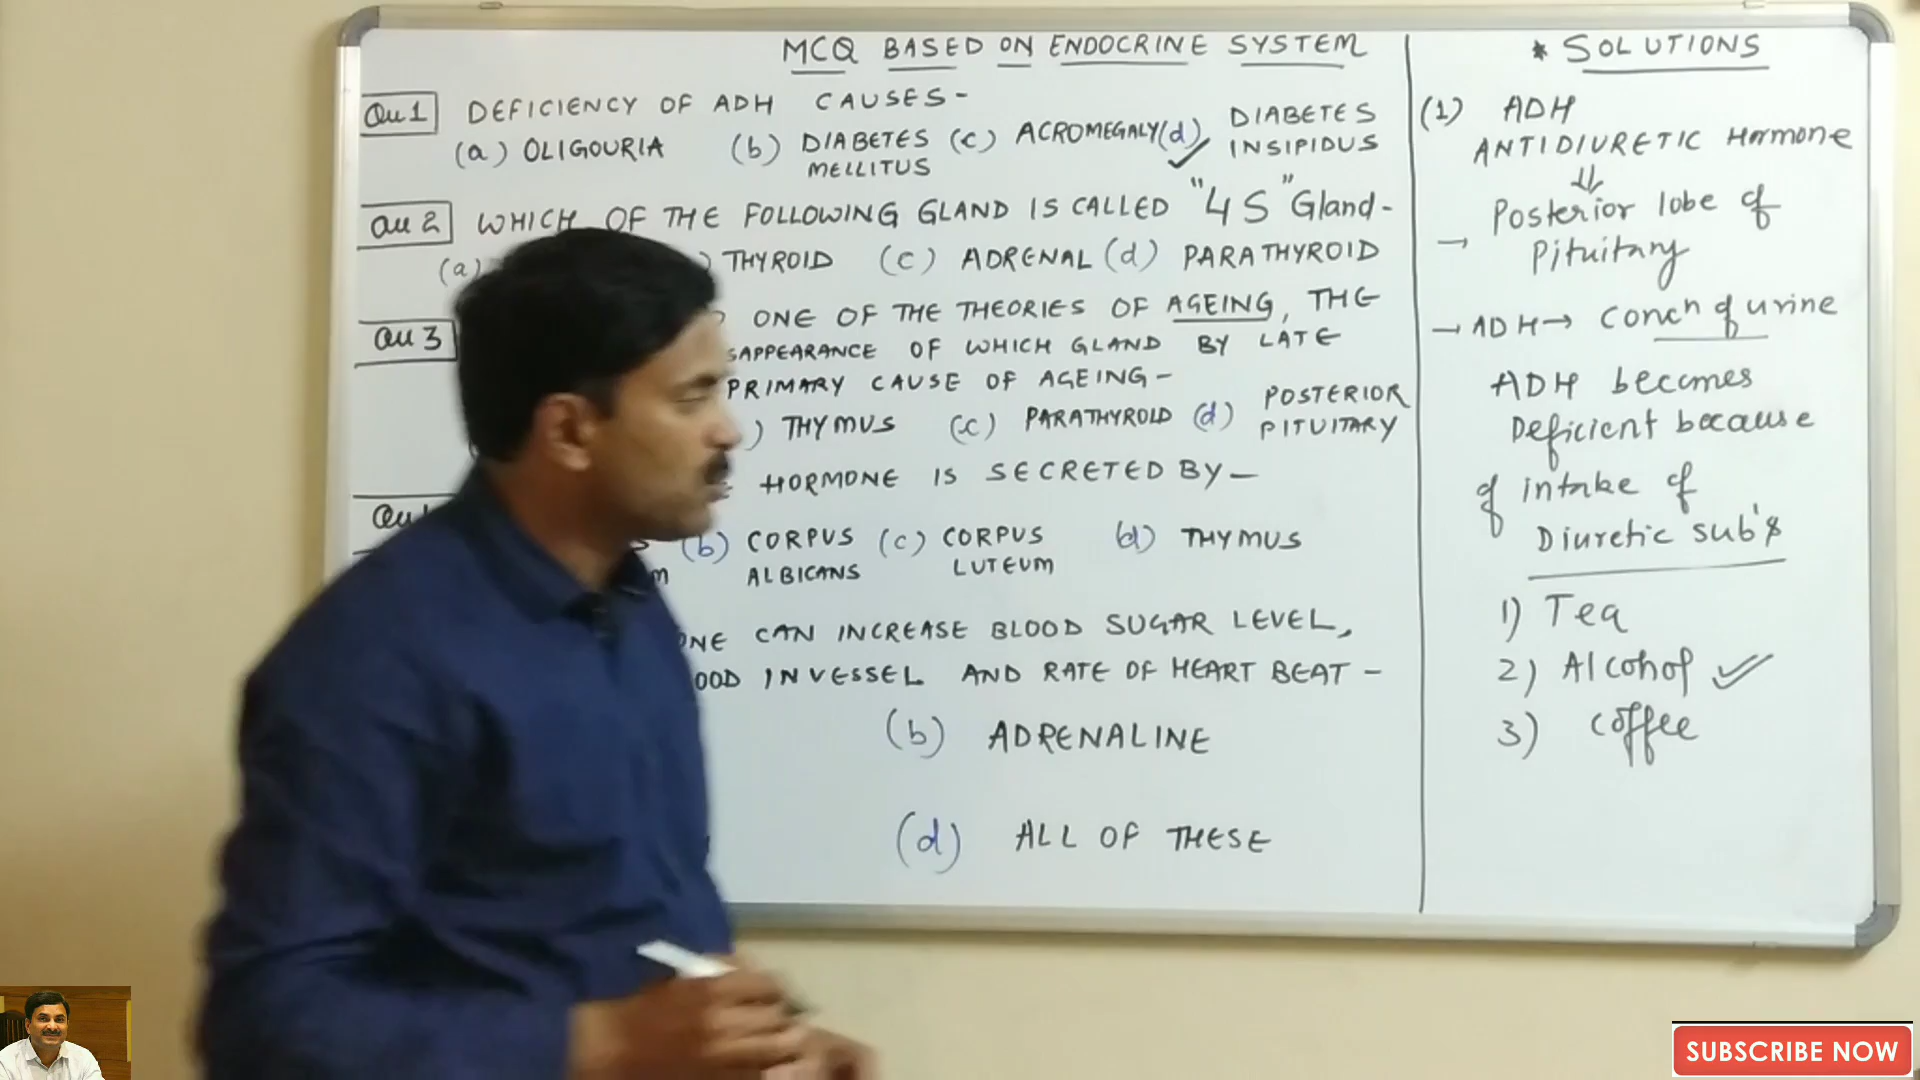 MCQ BASED ON ENDOCRINE SYSTEM
Qu 1 DEFICIENCY OF ADH CAUSES -
(a) OLIGOURIA (b) DIABETES MELLITUS (c) ACROMEGALY (d) DIABETES INSIPIDUS
Qu 2 WHICH OF THE FOLLOWING GLAND IS CALLED "4S" Gland -
(a) THYROID (c) ADRENAL (d) PARATHYROID
Qu 3 ONE OF THE THEORIES OF AGEING, THE
SAPPEARANCE OF WHICH GLAND BY LATE
PRIMARY CAUSE OF AGEING -
) THYMUS (c) PARATHYROID (d) POSTERIOR PITUITARY
Qu HORMONE IS SECRETED BY -
(b) CORPUS ALBICANS (c) CORPUS LUTEUM (d) THYMUS
ONE CAN INCREASE BLOOD SUGAR LEVEL,
OOD IN VESSEL AND RATE OF HEART BEAT -
(b) ADRENALINE
(d) ALL OF THESE
* SOLUTIONS
(1) ADH
ANTIDIURETIC Hormone
⇓
Posterior lobe of
→ Pituitary
→ ADH → Concn of urine
ADH becomes
Deficient because
of intake of
Diuretic sub's
1) Tea
2) Alcohol
3) Coffee
SUBSCRIBE NOW